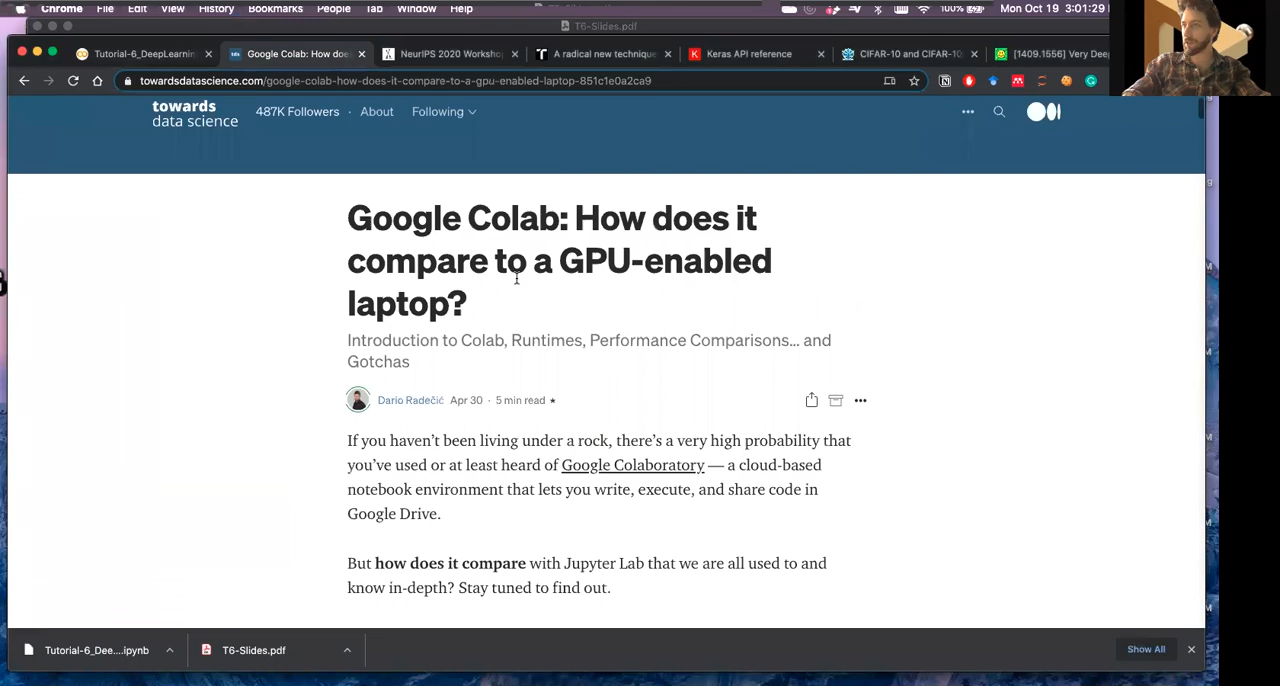 Chrome File Edit View History Bookmarks People Tab Window Help 100% Mon Oct 19 3:01:29
T6-Slides.pdf
Tutorial-6_DeepLearnin × Google Colab: How does × NeurIPS 2020 Worksho × A radical new technique × Keras API reference × CIFAR-10 and CIFAR-10 × [1409.1556] Very Dee
towardsdatascience.com/google-colab-how-does-it-compare-to-a-gpu-enabled-laptop-851c1e0a2ca9
towards
data science
487K Followers · About Following
Google Colab: How does it
compare to a GPU-enabled
laptop?
Introduction to Colab, Runtimes, Performance Comparisons... and
Gotchas
Dario Radečić Apr 30 · 5 min read ★
If you haven't been living under a rock, there's a very high probability that
you've used or at least heard of Google Colaboratory — a cloud-based
notebook environment that lets you write, execute, and share code in
Google Drive.
But how does it compare with Jupyter Lab that we are all used to and
know in-depth? Stay tuned to find out.
Tutorial-6_Dee....ipynb T6-Slides.pdf Show All ×